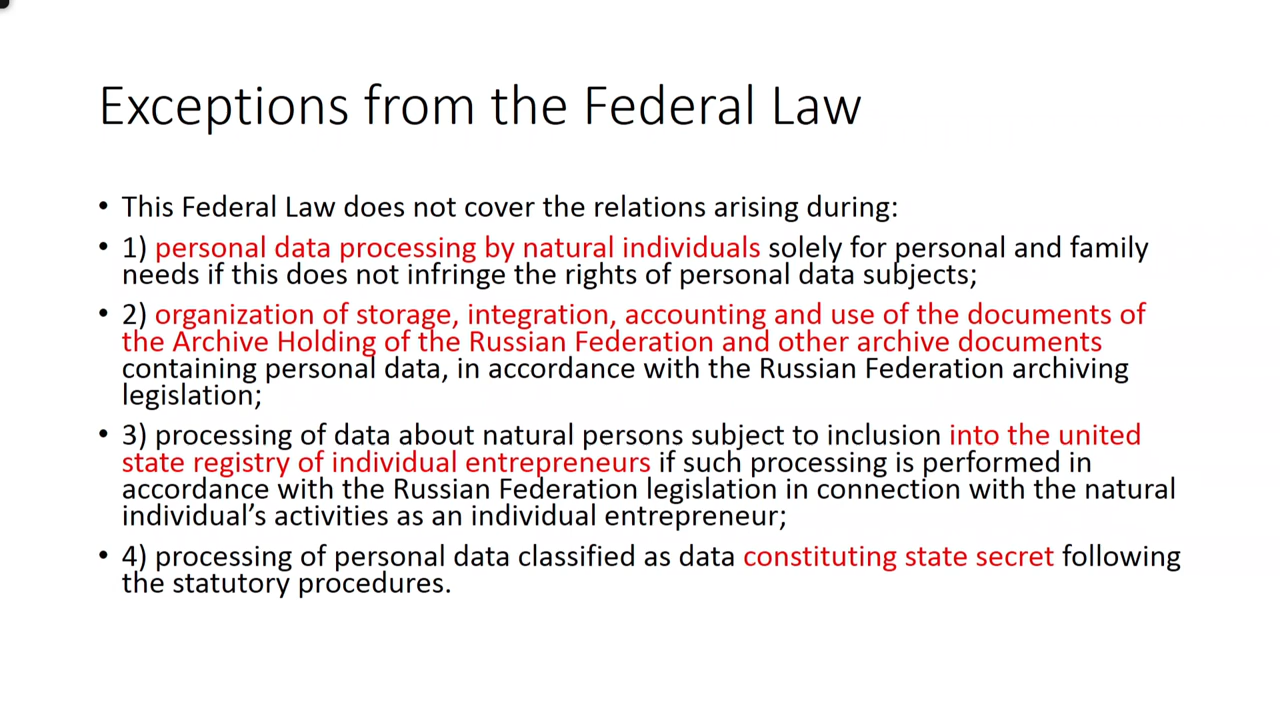 Exceptions from the Federal Law
• This Federal Law does not cover the relations arising during:
• 1) personal data processing by natural individuals solely for personal and family
needs if this does not infringe the rights of personal data subjects;
• 2) organization of storage, integration, accounting and use of the documents of
the Archive Holding of the Russian Federation and other archive documents
containing personal data, in accordance with the Russian Federation archiving
legislation;
• 3) processing of data about natural persons subject to inclusion into the united
state registry of individual entrepreneurs if such processing is performed in
accordance with the Russian Federation legislation in connection with the natural
individual’s activities as an individual entrepreneur;
• 4) processing of personal data classified as data constituting state secret following
the statutory procedures.